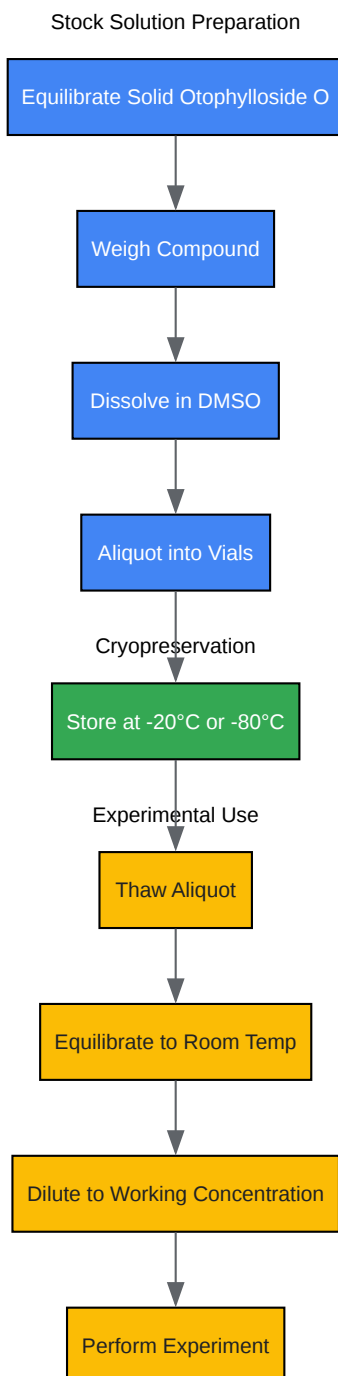 Stock Solution Preparation
Equilibrate Solid Otophylloside O
Weigh Compound
Dissolve in DMSO
Aliquot into Vials
Cryopreservation
Store at -20°C or -80°C
Experimental Use
Thaw Aliquot
Equilibrate to Room Temp
Dilute to Working Concentration
Perform Experiment